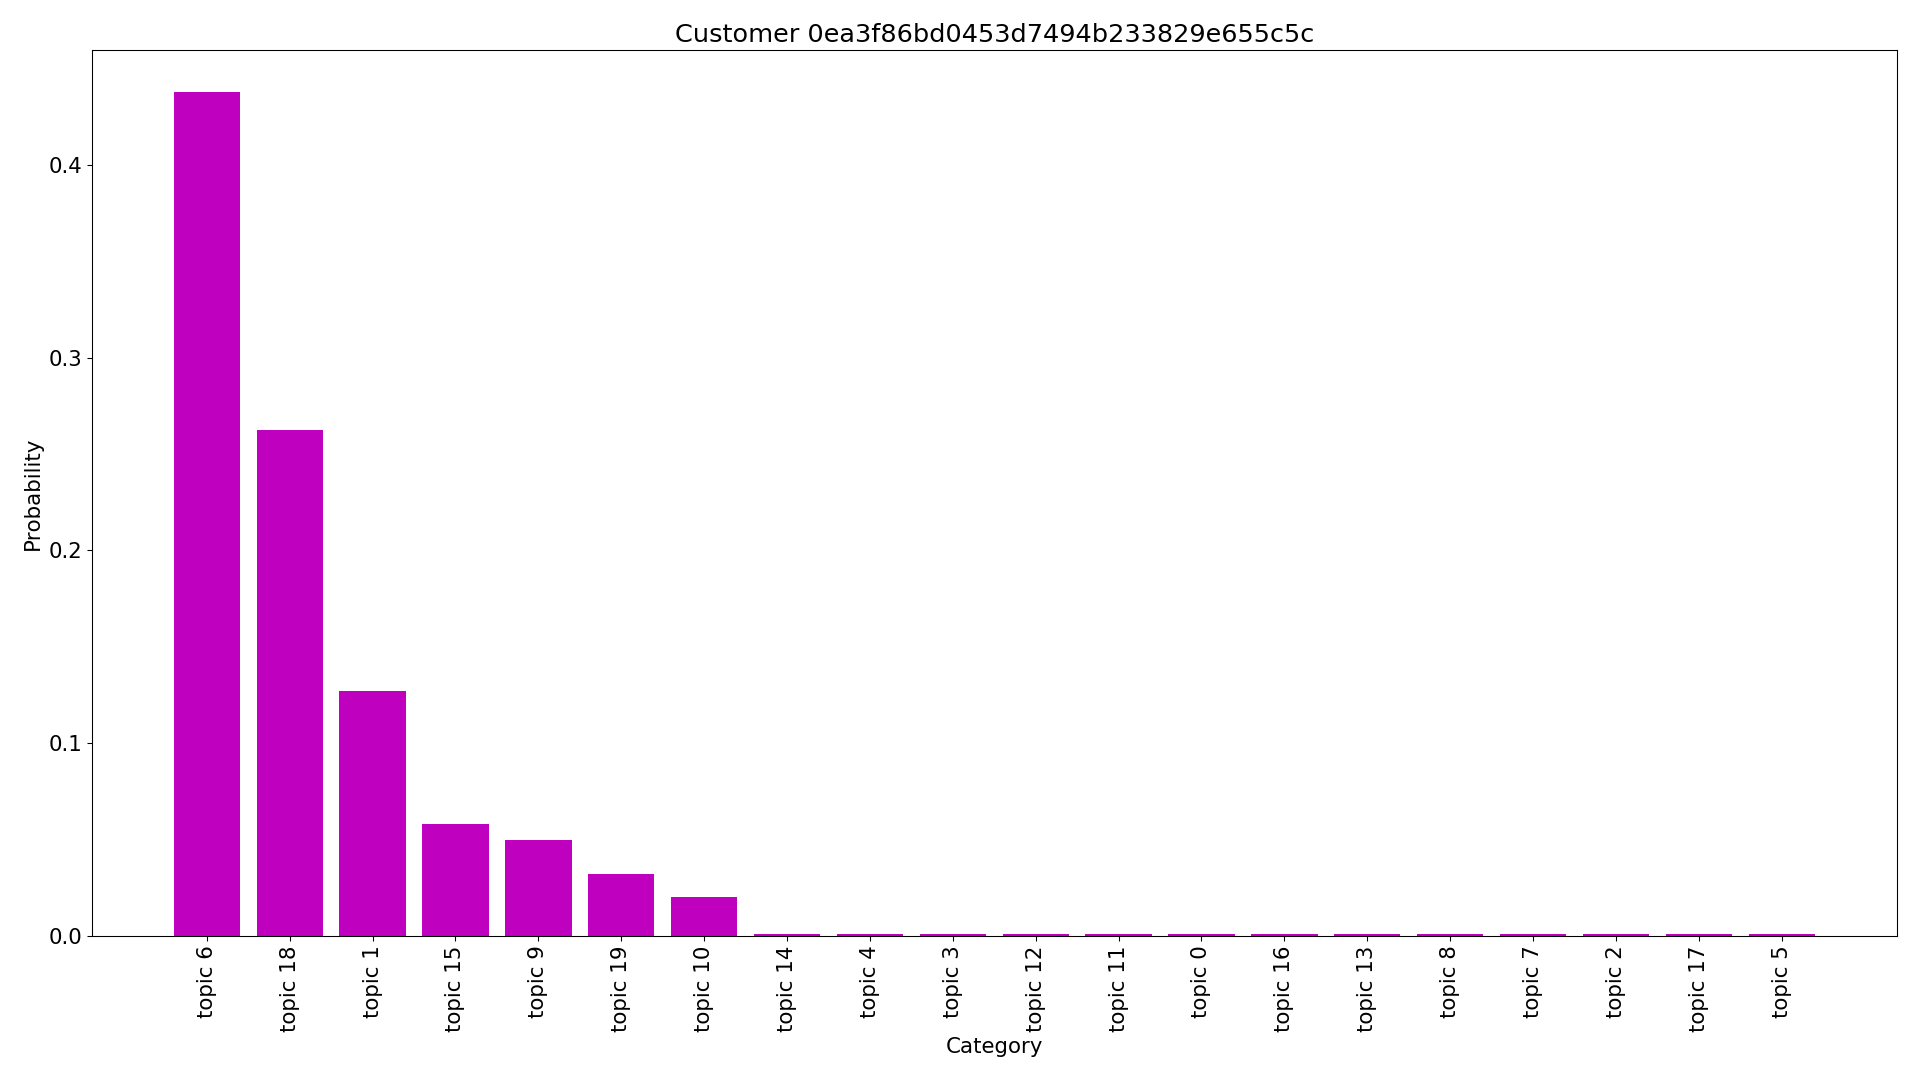 Customer 0ea3f86bd0453d7494b233829e655c5c
Probability
0.4
0.3
0.2
0.1
0.0
topic 6
topic 18
topic 1
topic 15
topic 9
topic 19
topic 10
topic 14
topic 4
topic 3
topic 12
topic 11
topic 0
topic 16
topic 13
topic 8
topic 7
topic 2
topic 17
topic 5
Category